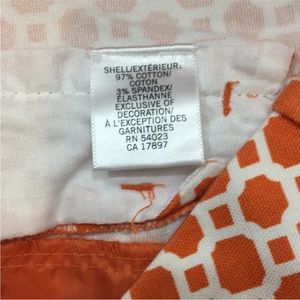 SHELL/EXTÉRIEUR:
97% COTTON/
COTON
3% SPANDEX/
ÉLASTHANNE
EXCLUSIVE OF
DECORATION/
À L'EXCEPTION DES
GARNITURES
RN 54023
CA 17897